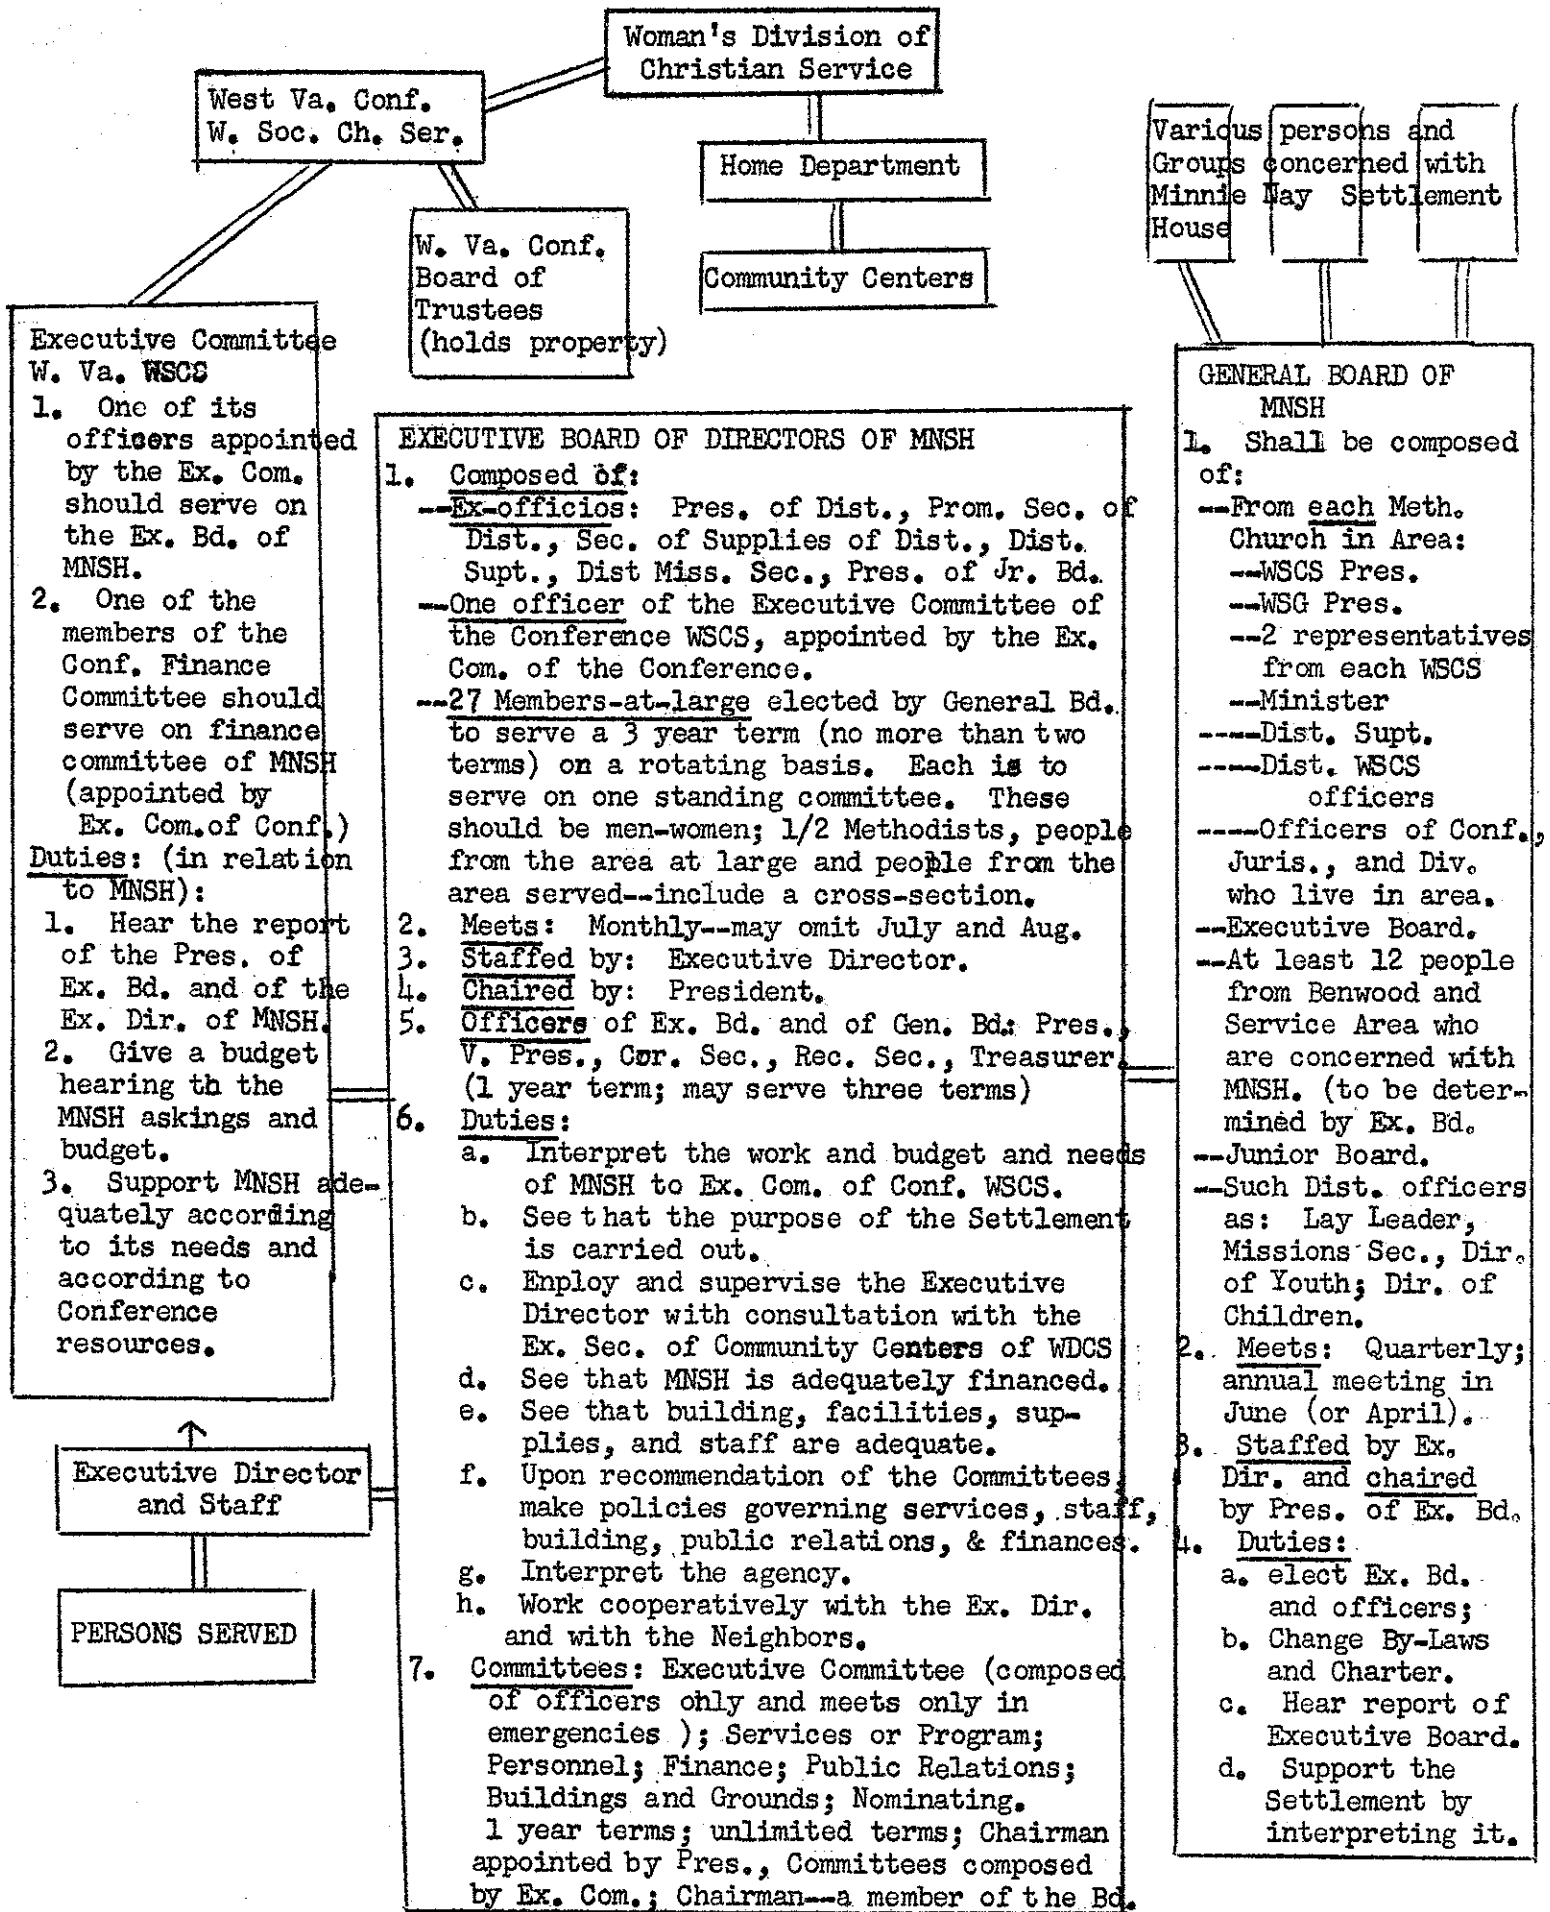 Woman's Division of
Christian Service
West Va. Conf.
W. Soc. Ch. Ser.
Home Department
Community Centers
W. Va. Conf.
Board of
Trustees
(holds property)
Various persons and
Groups concerned with
Minnie Nay Settlement
House
Executive Committee
W. Va. WSCS
1. One of its
officers appointed
by the Ex. Com.
should serve on
the Ex. Bd. of
MNSH.
2. One of the
members of the
Conf. Finance
Committee should
serve on finance
committee of MNSH
(appointed by
Ex. Com.of Conf.)
Duties: (in relation
to MNSH):
1. Hear the report
of the Pres. of
Ex. Bd. and of the
Ex. Dir. of MNSH.
2. Give a budget
hearing th the
MNSH askings and
budget.
3. Support MNSH ade-
quately according
to its needs and
according to
Conference
resources.
Executive Director
and Staff
PERSONS SERVED
EXECUTIVE BOARD OF DIRECTORS OF MNSH
1. Composed of:
--Ex-officios: Pres. of Dist., Prom. Sec. of
Dist., Sec. of Supplies of Dist., Dist.
Supt., Dist Miss. Sec., Pres. of Jr. Bd.
--One officer of the Executive Committee of
the Conference WSCS, appointed by the Ex.
Com. of the Conference.
--27 Members-at-large elected by General Bd.
to serve a 3 year term (no more than two
terms) on a rotating basis. Each is to
serve on one standing committee. These
should be men-women; 1/2 Methodists, people
from the area at large and people from the
area served--include a cross-section.
2. Meets: Monthly--may omit July and Aug.
3. Staffed by: Executive Director.
4. Chaired by: President.
5. Officers of Ex. Bd. and of Gen. Bd.: Pres.,
V. Pres., Cor. Sec., Rec. Sec., Treasurer.
(1 year term; may serve three terms)
6. Duties:
a. Interpret the work and budget and needs
of MNSH to Ex. Com. of Conf. WSCS.
b. See that the purpose of the Settlement
is carried out.
c. Enploy and supervise the Executive
Director with consultation with the
Ex. Sec. of Community Centers of WDCS
d. See that MNSH is adequately financed.
e. See that building, facilities, sup-
plies, and staff are adequate.
f. Upon recommendation of the Committees,
make policies governing services, staff,
building, public relations, & finances.
g. Interpret the agency.
h. Work cooperatively with the Ex. Dir.
and with the Neighbors.
7. Committees: Executive Committee (composed
of officers ohly and meets only in
emergencies ); Services or Program;
Personnel; Finance; Public Relations;
Buildings and Grounds; Nominating.
1 year terms; unlimited terms; Chairman
appointed by Pres., Committees composed
by Ex. Com.; Chairman--a member of the Bd.
GENERAL BOARD OF
MNSH
1. Shall be composed
of:
--From each Meth.
Church in Area:
--WSCS Pres.
--WSG Pres.
--2 representatives
from each WSCS
--Minister
----Dist. Supt.
----Dist. WSCS
officers
----Officers of Conf.,
Juris., and Div.
who live in area.
--Executive Board.
--At least 12 people
from Benwood and
Service Area who
are concerned with
MNSH. (to be deter-
mined by Ex. Bd.
--Junior Board.
--Such Dist. officers
as: Lay Leader,
Missions Sec., Dir.
of Youth; Dir. of
Children.
2. Meets: Quarterly;
annual meeting in
June (or April).
3. Staffed by Ex.
Dir. and chaired
by Pres. of Ex. Bd.
4. Duties:
a. elect Ex. Bd.
and officers;
b. Change By-Laws
and Charter.
c. Hear report of
Executive Board.
d. Support the
Settlement by
interpreting it.